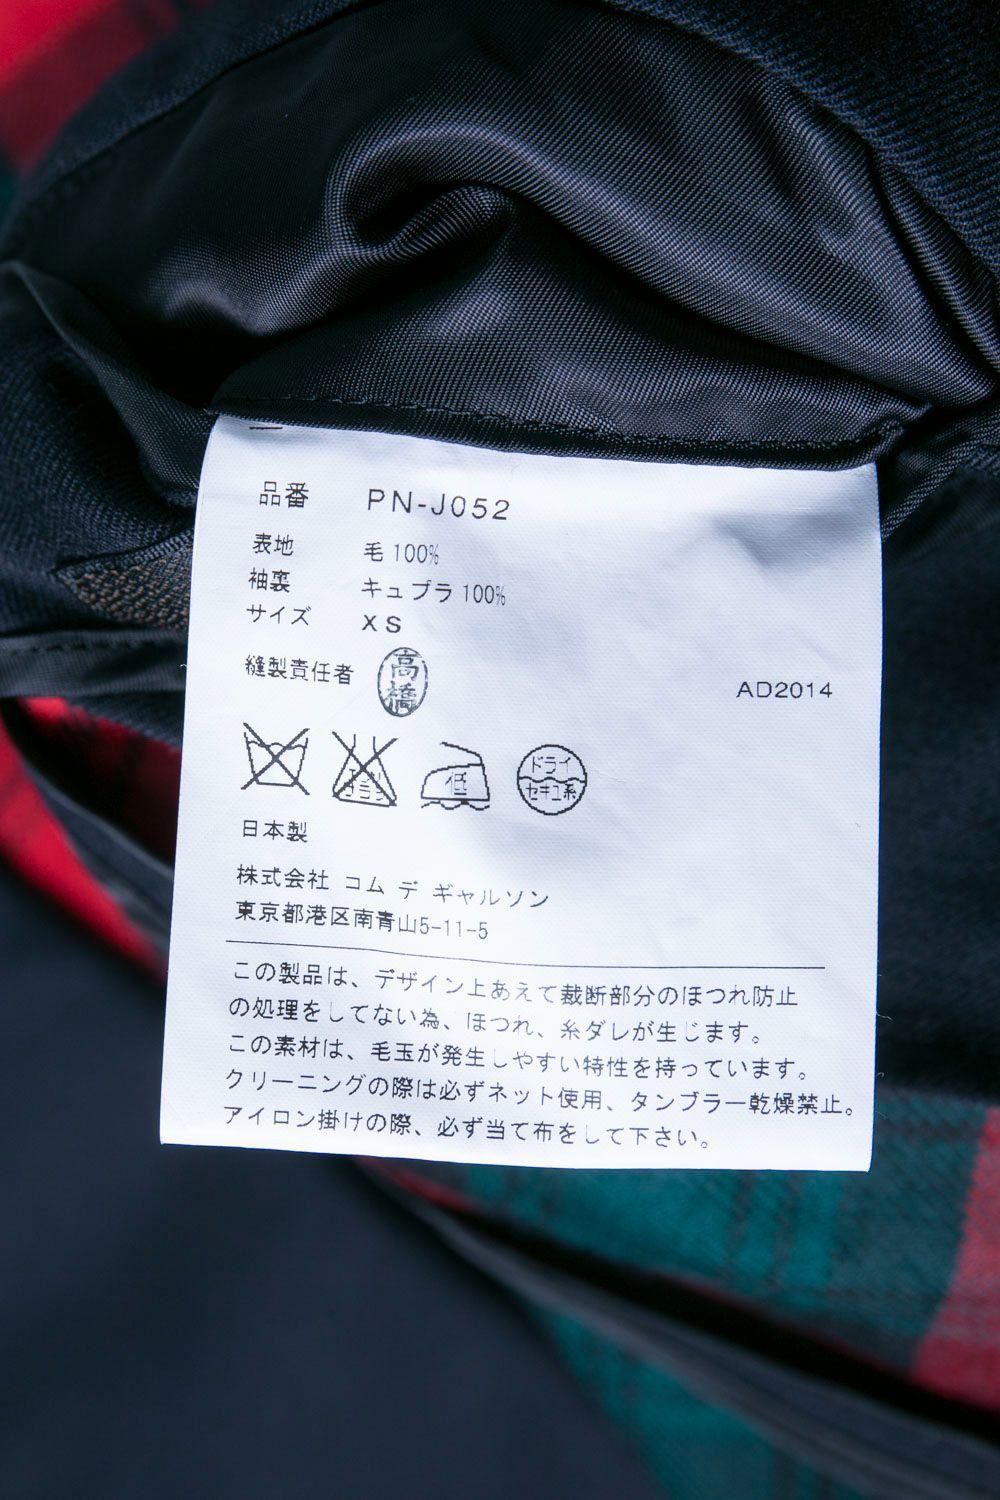 品番 PN-J052
表地 毛 100%
袖裏 キュプラ 100%
サイズ XS
縫製責任者 高橋
AD2014
エンソサラシ
低
ドライ
セキユ系
日本製
株式会社 コム デ ギャルソン
東京都港区南青山5-11-5
この製品は、デザイン上あえて裁断部分のほつれ防止
の処理をしてない為、ほつれ、糸ダレが生じます。
この素材は、毛玉が発生しやすい特性を持っています。
クリーニングの際は必ずネット使用、タンブラー乾燥禁止。
アイロン掛けの際、必ず当て布をして下さい。